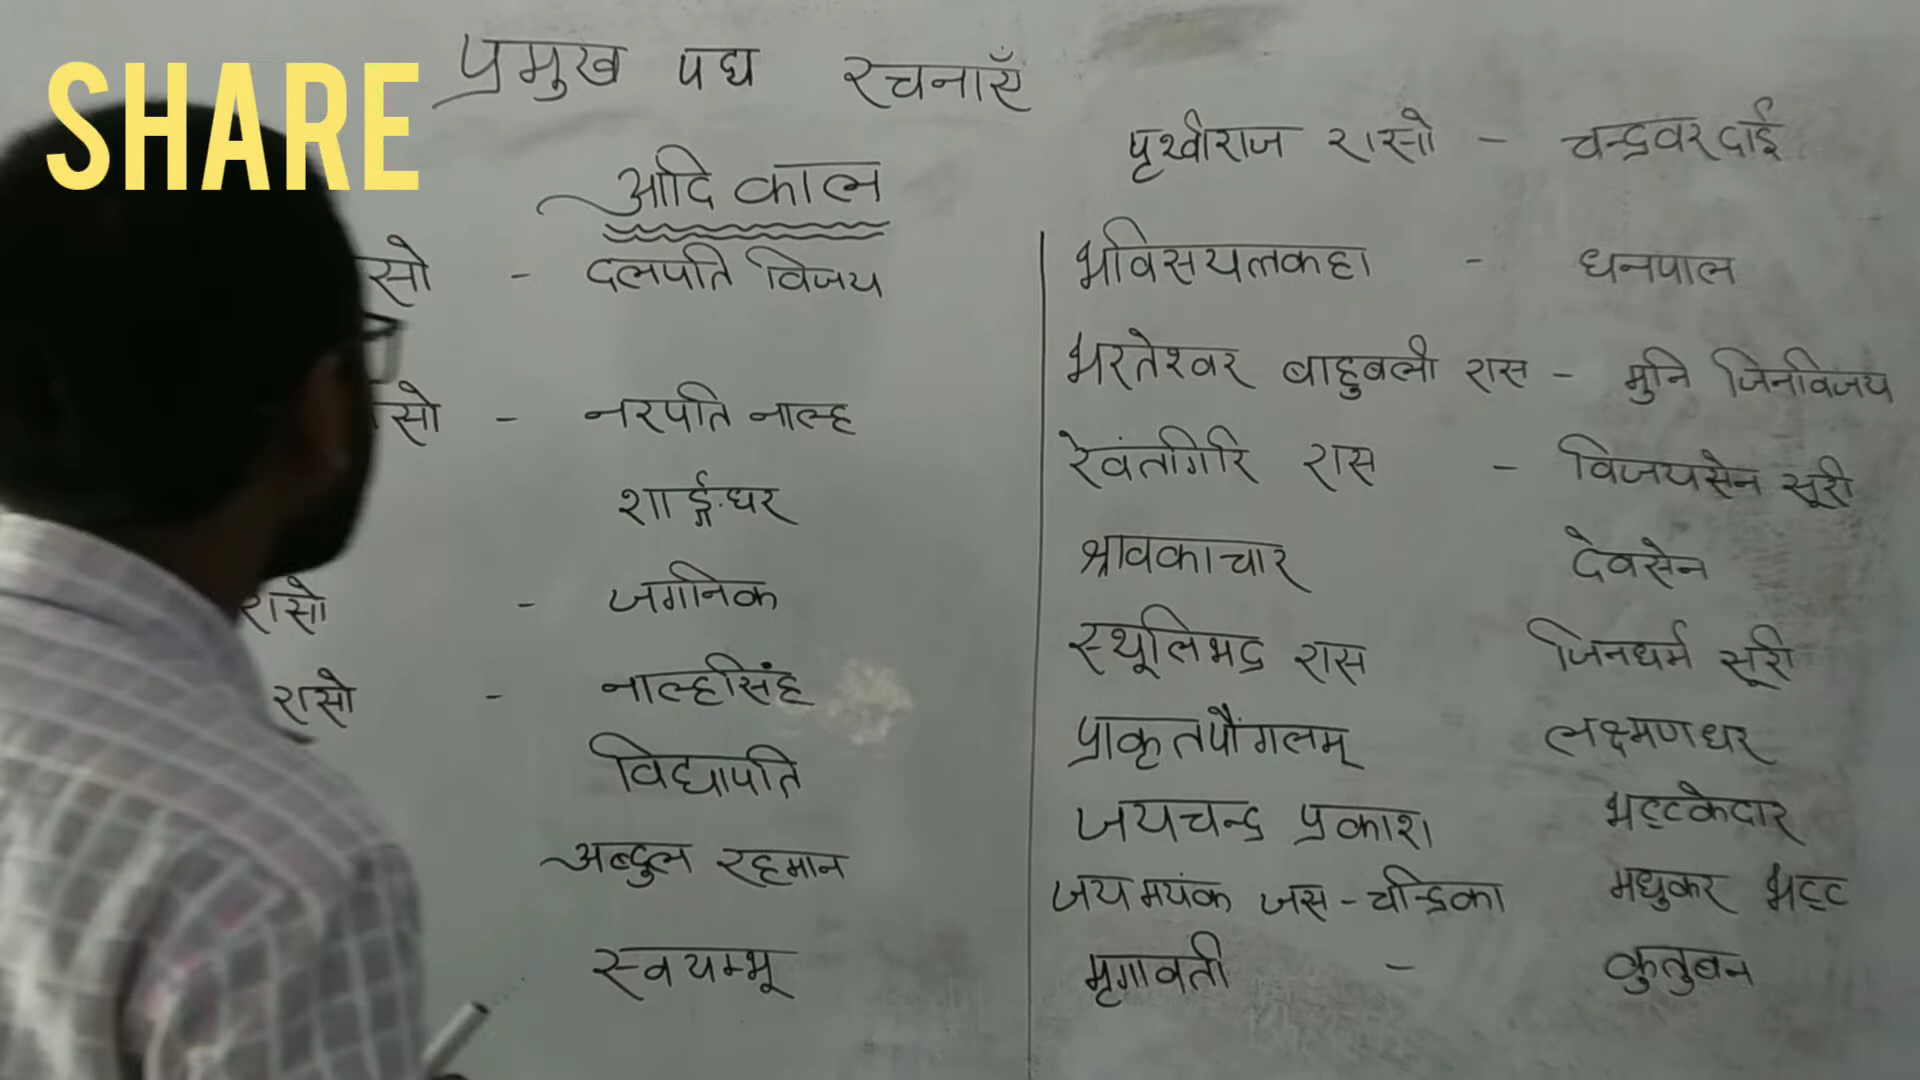 SHARE
प्रमुख पद्य रचनाएँ
आदि काल
सो - दलपति विजय
सो - नरपति नाल्ह
शार्ङ्गधर
रासो - जगनिक
रासो - नाल्हसिंह
विद्यापति
अब्दुल रहमान
स्वयम्भू
पृथ्वीराज रासो - चन्द्रवरदाई
भविसयत्तकहा - धनपाल
भरतेश्वर बाहुबली रास - मुनि जिनविजय
रेवंतगिरि रास - विजयसेन सूरी
श्रावकाचार देवसेन
स्थूलिभद्र रास जिनधर्म सूरी
प्राकृतपैंगलम् लक्ष्मणधर
जयचन्द्र प्रकाश भट्टकेदार
जयमयंक जस-चन्द्रिका मधुकर भट्ट
मृगावती - कुतुबन